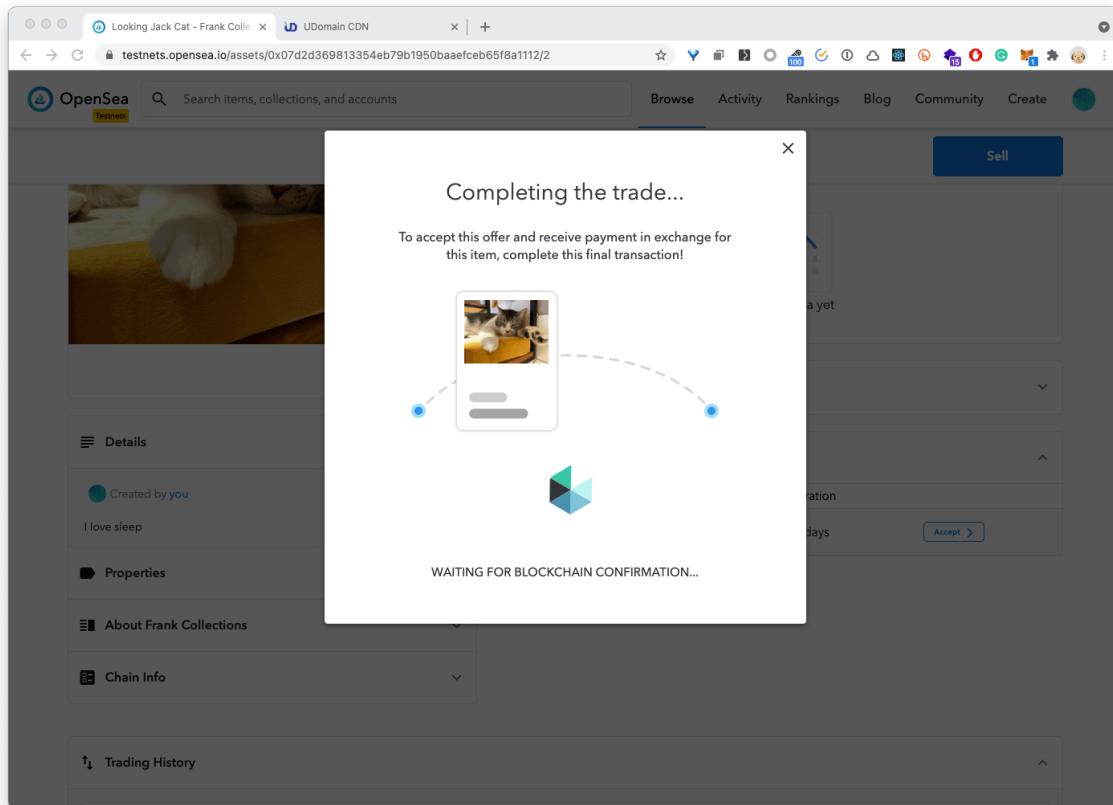 Looking Jack Cat - Frank Colle
UDomain CDN
testnets.opensea.io/assets/0x07d2d369813354eb79b1950baaefceb65f8a1112/2
100
15
1
OpenSea
Testnets
Search items, collections, and accounts
Browse
Activity
Rankings
Blog
Community
Create
Sell
Completing the trade...
To accept this offer and receive payment in exchange for
this item, complete this final transaction!
a yet
Details
Created by you
ration
I love sleep
days
Accept
Properties
WAITING FOR BLOCKCHAIN CONFIRMATION...
About Frank Collections
Chain Info
Trading History